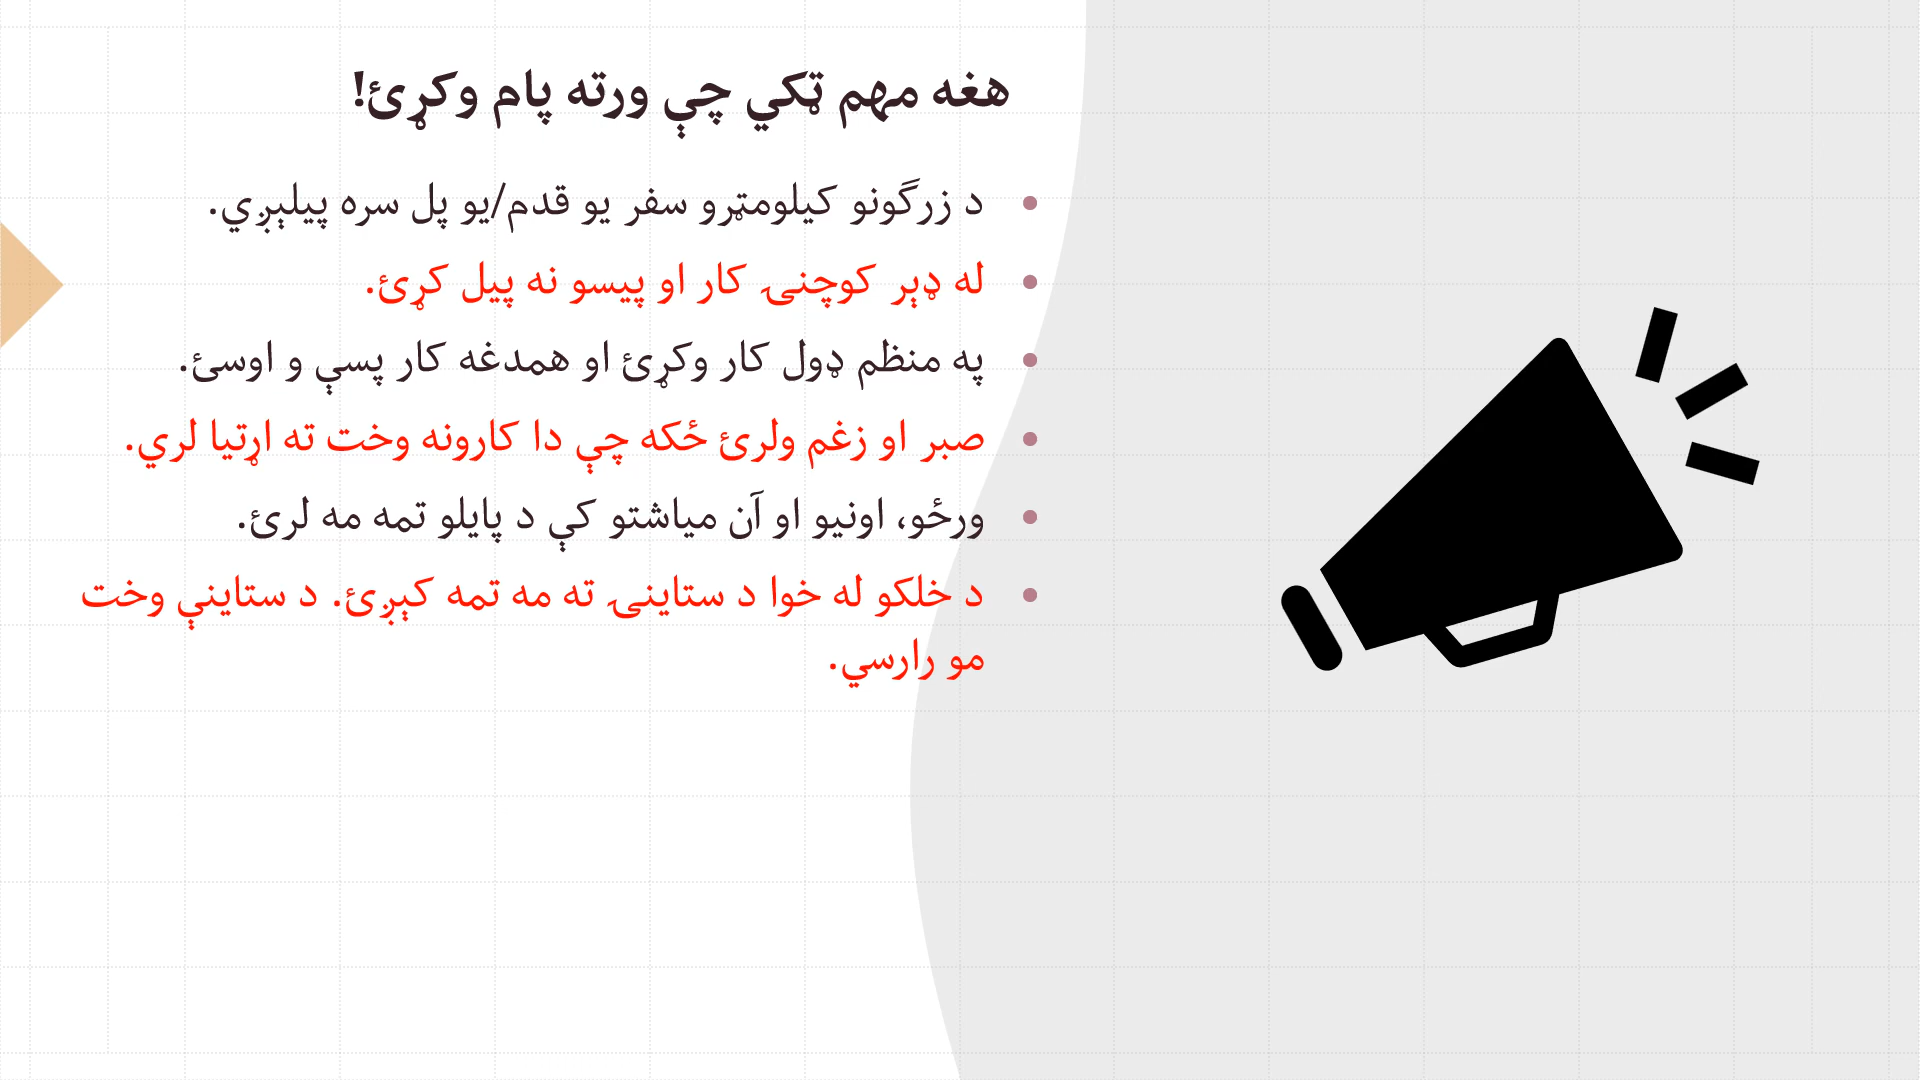 هغه مهم ټکي چې ورته پام وکړئ!
د زرګونو کیلومټرو سفر یو قدم/یو پل سره پیلېږي.
له ډېر کوچنۍ کار او پیسو نه پیل کړئ.
په منظم ډول کار وکړئ او همدغه کار پسې و اوسئ.
صبر او زغم ولرئ ځکه چې دا کارونه وخت ته اړتیا لري.
ورځو، اونیو او آن میاشتو کې د پایلو تمه مه لرئ.
د خلکو له خوا د ستاینۍ ته مه تمه کېږئ. د ستاینې وخت
مو رارسي.